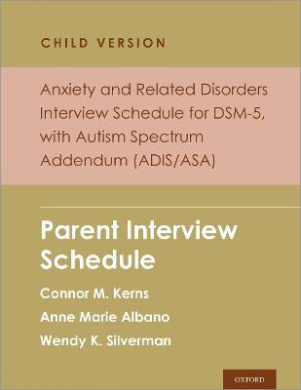 CHILD VERSION
Anxiety and Related Disorders
Interview Schedule for DSM-5,
with Autism Spectrum
Addendum (ADIS/ASA)
Parent Interview
Schedule
Connor M. Kerns
Anne Marie Albano
Wendy K. Silverman
OXFORD